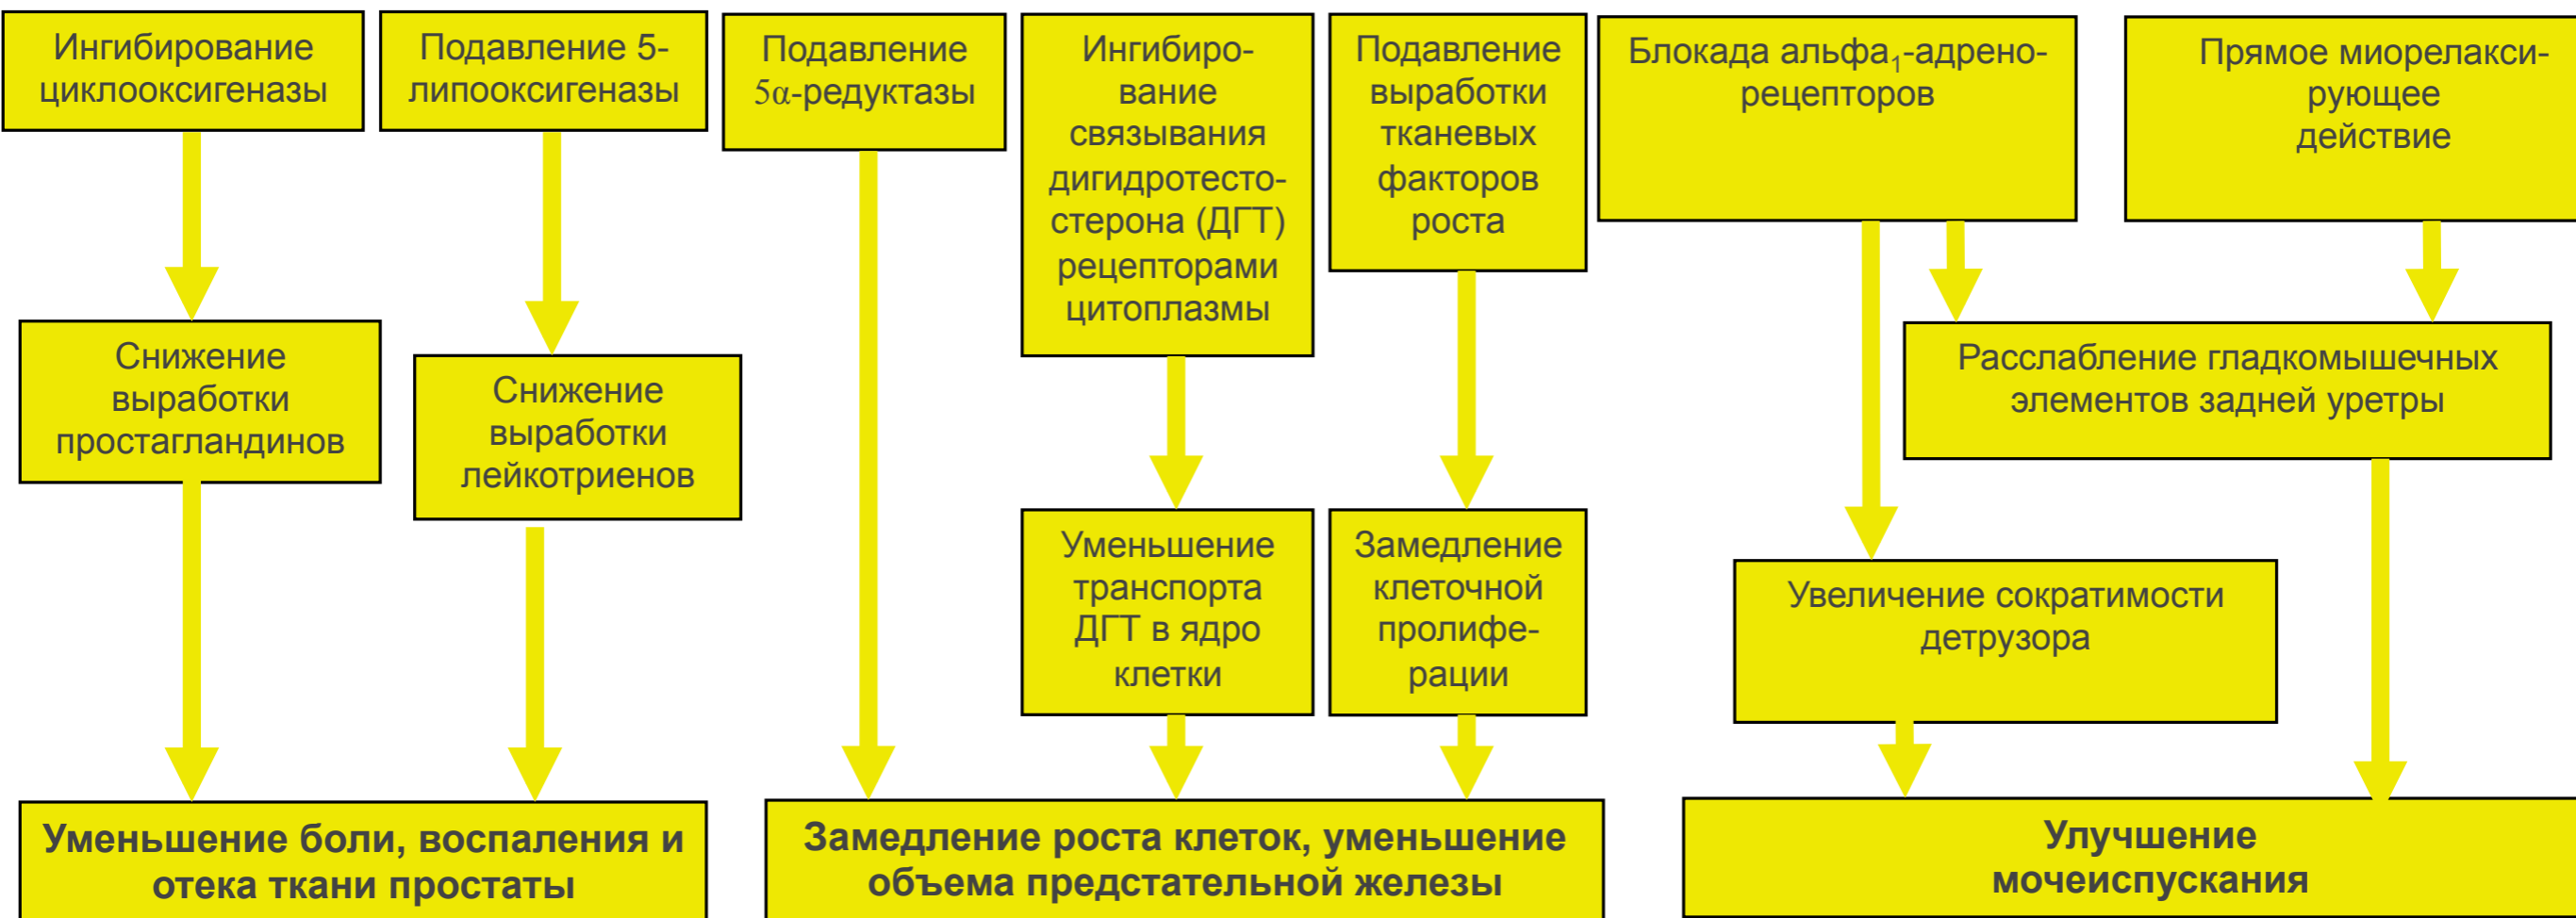 Ингибирование
циклооксигеназы
Подавление 5-
липооксигеназы
Подавление
5α-редуктазы
Ингибиро-
вание
связывания
дигидротесто-
стерона (ДГТ)
рецепторами
цитоплазмы
Подавление
выработки
тканевых
факторов
роста
Блокада альфа₁-адрено-
рецепторов
Прямое миорелакси-
рующее
действие
Снижение
выработки
простагландинов
Снижение
выработки
лейкотриенов
Расслабление гладкомышечных
элементов задней уретры
Уменьшение
транспорта
ДГТ в ядро
клетки
Замедление
клеточной
пролифе-
рации
Увеличение сократимости
детрузора
Уменьшение боли, воспаления и
отека ткани простаты
Замедление роста клеток, уменьшение
объема предстательной железы
Улучшение
мочеиспускания